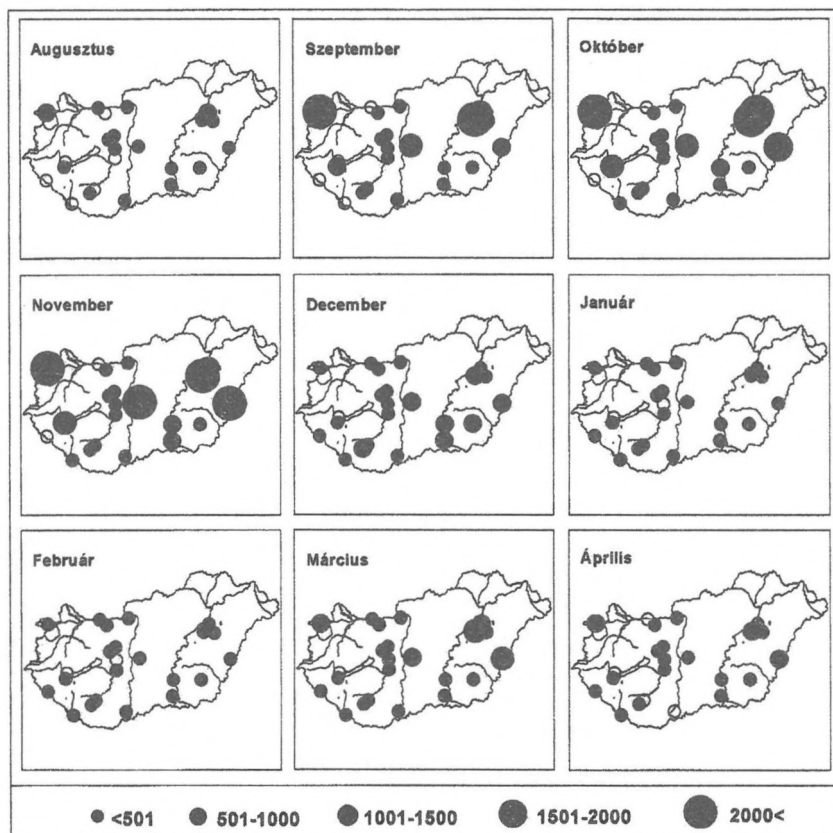 Augusztus
Szeptember
Október
November
December
Január
Február
Március
Április
<501
501-1000
1001-1500
1501-2000
2000<